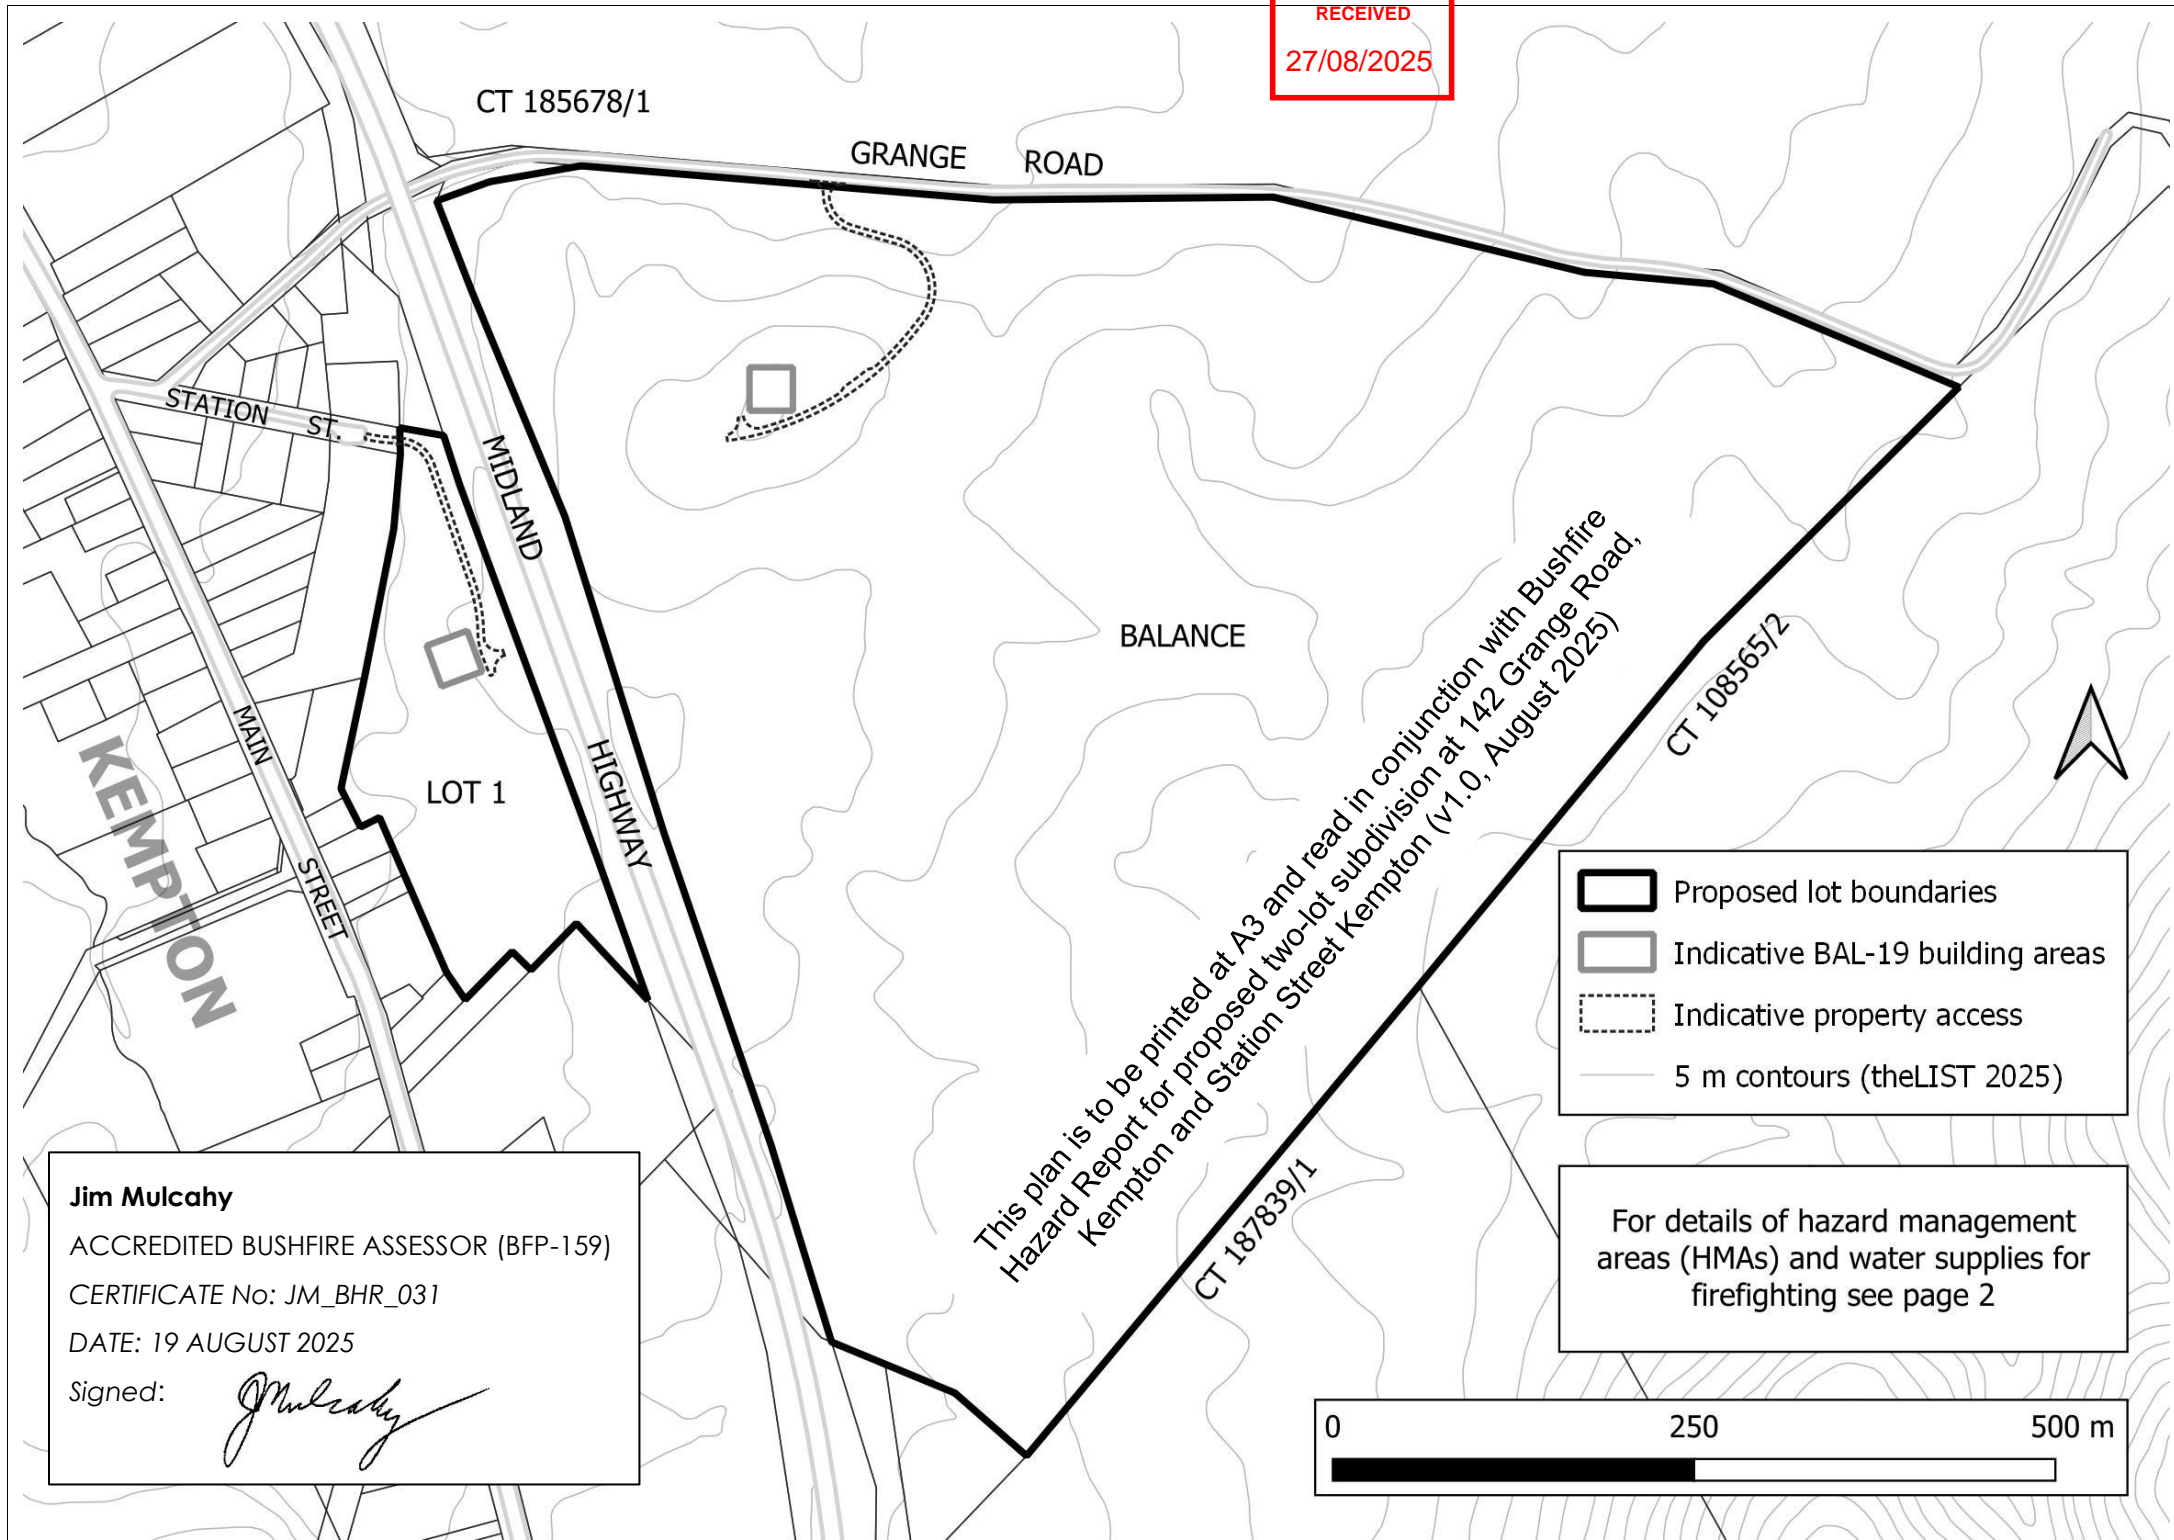 RECEIVED
27/08/2025
CT 185678/1
GRANGE ROAD
STATION ST.
MIDLAND
HIGHWAY
MAIN
STREET
KEMPTON
LOT 1
BALANCE
This plan is to be printed at A3 and read in conjunction with Bushfire
Hazard Report for proposed two-lot subdivision at 142 Grange Road,
Kempton and Station Street Kempton (v1.0, August 2025)
CT 108565/2
CT 187839/1
Proposed lot boundaries
Indicative BAL-19 building areas
Indicative property access
5 m contours (theLIST 2025)
For details of hazard management
areas (HMAs) and water supplies for
firefighting see page 2
0 250 500 m
Jim Mulcahy
ACCREDITED BUSHFIRE ASSESSOR (BFP-159)
CERTIFICATE No: JM_BHR_031
DATE: 19 AUGUST 2025
Signed: JMulcahy